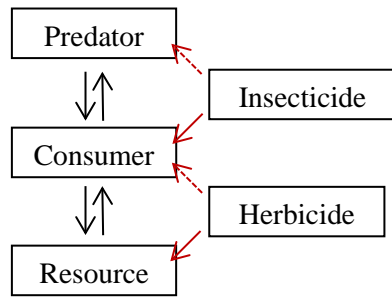 Predator
Insecticide
Consumer
Herbicide
Resource